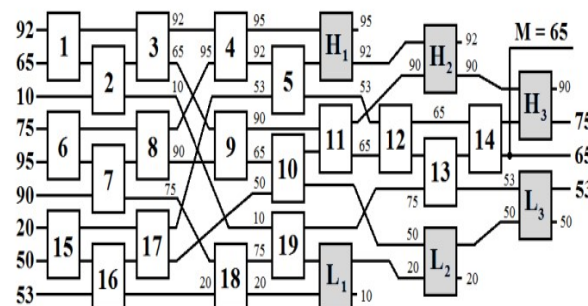 92 92 95 95
1 3 4 H₁ 92 M = 65
65 65 95 92 92 H₂ 90
2 10 53 5 53 90 90 H₃
10
75 90 65 75
6 8 9 11 12 14
95 90 65 65 65
7 10 13
90 75 50 75 53 53
20 10 50 L₃ 50
15 17 19 L₂
50 75 L₁ 20 20
16 18
53 20 20 10